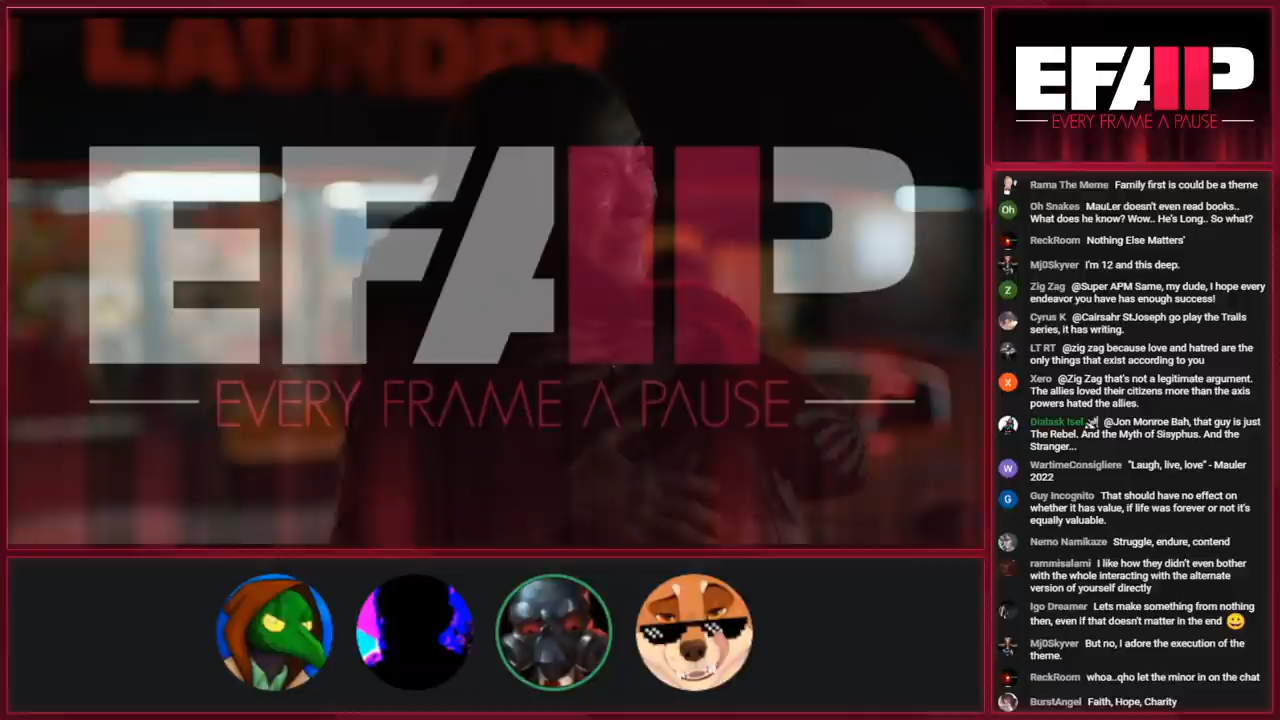 LAUNDRY
EFAP
EVERY FRAME A PAUSE
EFAP
EVERY FRAME A PAUSE
Rama The Meme Family first is could be a theme
Oh
Oh Snakes MauLer doesn't even read books..
What does he know? Wow.. He's Long.. So what?
ReckRoom Nothing Else Matters'
Mj0Skyver I'm 12 and this deep.
Z
Zig Zag @Super APM Same, my dude, I hope every
endeavor you have has enough success!
Cyrus K @Cairsahr StJoseph go play the Trails
series, it has writing.
LT RT @zig zag because love and hatred are the
only things that exist according to you
X
Xero @Zig Zag that's not a legitimate argument.
The allies loved their citizens more than the axis
powers hated the allies.
Dialask Isel @Jon Monroe Bah, that guy is just
The Rebel. And the Myth of Sisyphus. And the
Stranger...
W
WartimeConsigliere "Laugh, live, love" - Mauler
2022
G
Guy Incognito That should have no effect on
whether it has value, if life was forever or not it's
equally valuable.
Nemo Namikaze Struggle, endure, contend
rammisalami I like how they didn't even bother
with the whole interacting with the alternate
version of yourself directly
Igo Dreamer Lets make something from nothing
then, even if that doesn't matter in the end 😀
Mj0Skyver But no, I adore the execution of the
theme.
ReckRoom whoa..qho let the minor in on the chat
BurstAngel Faith, Hope, Charity